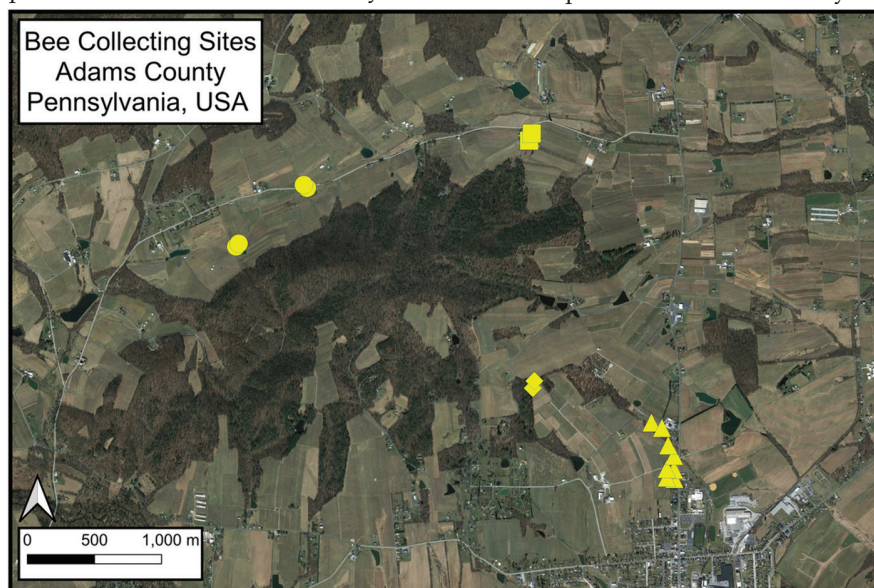 Bee Collecting Sites
Adams County
Pennsylvania, USA
0 500 1,000 m